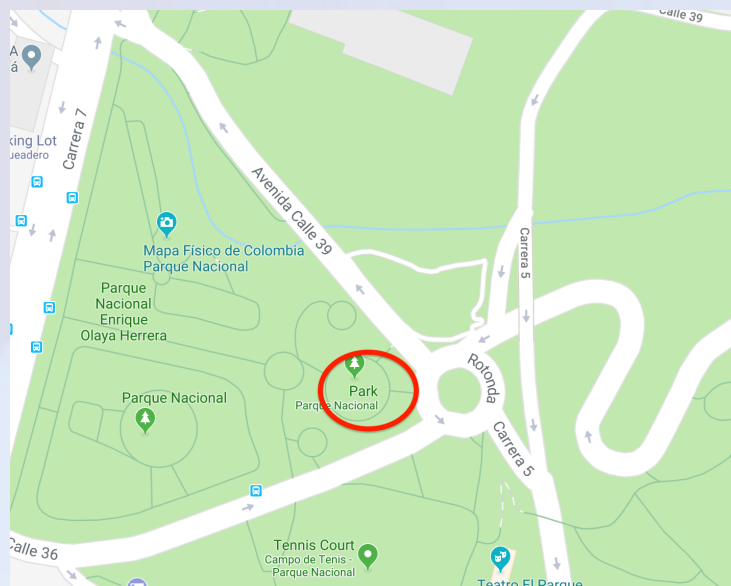 Calle 39
A
á
king Lot
ueadero
Carrera 7
Avenida Calle 39
Mapa Físico de Colombia
Parque Nacional
Carrera 5
Parque
Nacional
Enrique
Olaya Herrera
Parque Nacional
Park
Parque Nacional
Rotonda
Carrera 5
Calle 36
Tennis Court
Campo de Tenis -
Parque Nacional
Teatro El Parque